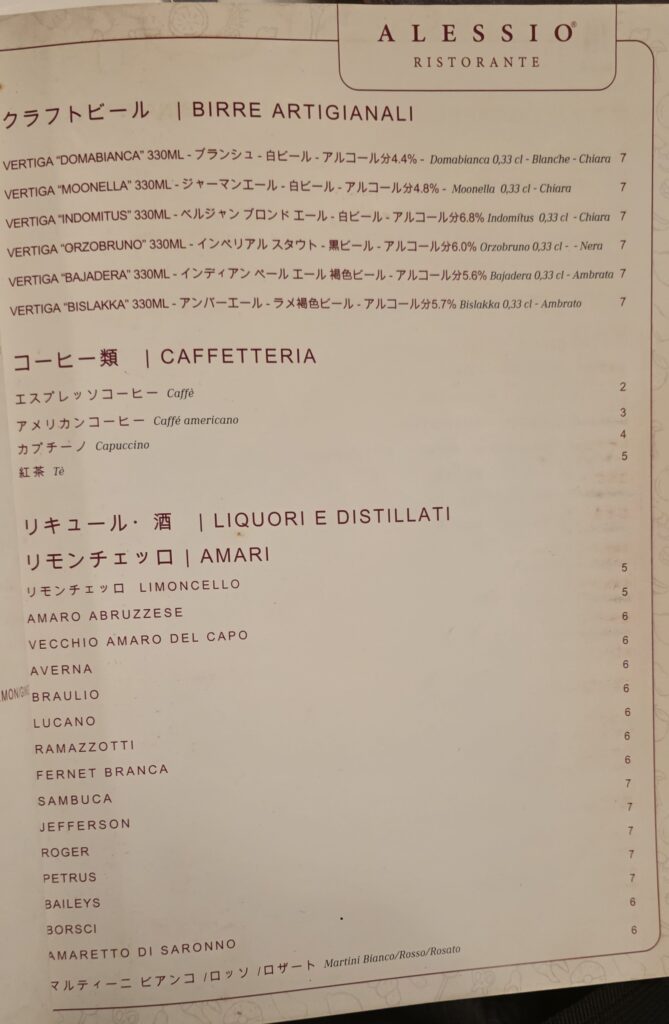 ALESSIO®
RISTORANTE
クラフトビール | BIRRE ARTIGIANALI
VERTIGA “DOMABIANCA” 330ML - ブランシュ - 白ビール - アルコール分4.4% - Domabianca 0,33 cl - Blanche - Chiara 7
VERTIGA “MOONELLA” 330ML - ジャーマンエール - 白ビール - アルコール分4.8% - Moonella 0,33 cl - Chiara 7
VERTIGA “INDOMITUS” 330ML - ベルジャン ブロンド エール - 白ビール - アルコール分6.8% Indomitus 0,33 cl - Chiara 7
VERTIGA “ORZOBRUNO” 330ML - インペリアル スタウト - 黒ビール - アルコール分6.0% Orzobruno 0,33 cl - - Nera 7
VERTIGA “BAJADERA” 330ML - インディアン ペール エール 褐色ビール - アルコール分5.6% Bajadera 0,33 cl - Ambrata 7
VERTIGA “BISLAKKA” 330ML - アンバーエール - ラメ褐色ビール - アルコール分5.7% Bislakka 0,33 cl - Ambrato 7
コーヒー類 | CAFFETTERIA
エスプレッソコーヒー Caffè 2
アメリカンコーヒー Caffé americano 3
カプチーノ Capuccino 4
紅茶 Tè 5
リキュール・酒 | LIQUORI E DISTILLATI
リモンチェッロ | AMARI
リモンチェッロ LIMONCELLO 5
AMARO ABRUZZESE 5
VECCHIO AMARO DEL CAPO 6
AVERNA 6
BRAULIO 6
LUCANO 6
RAMAZZOTTI 6
FERNET BRANCA 6
SAMBUCA 6
JEFFERSON 7
ROGER 7
PETRUS 7
BAILEYS 7
BORSCI 7
AMARETTO DI SARONNO 6
マルティーニ ビアンコ /ロッソ /ロザート Martini Bianco/Rosso/Rosato 6